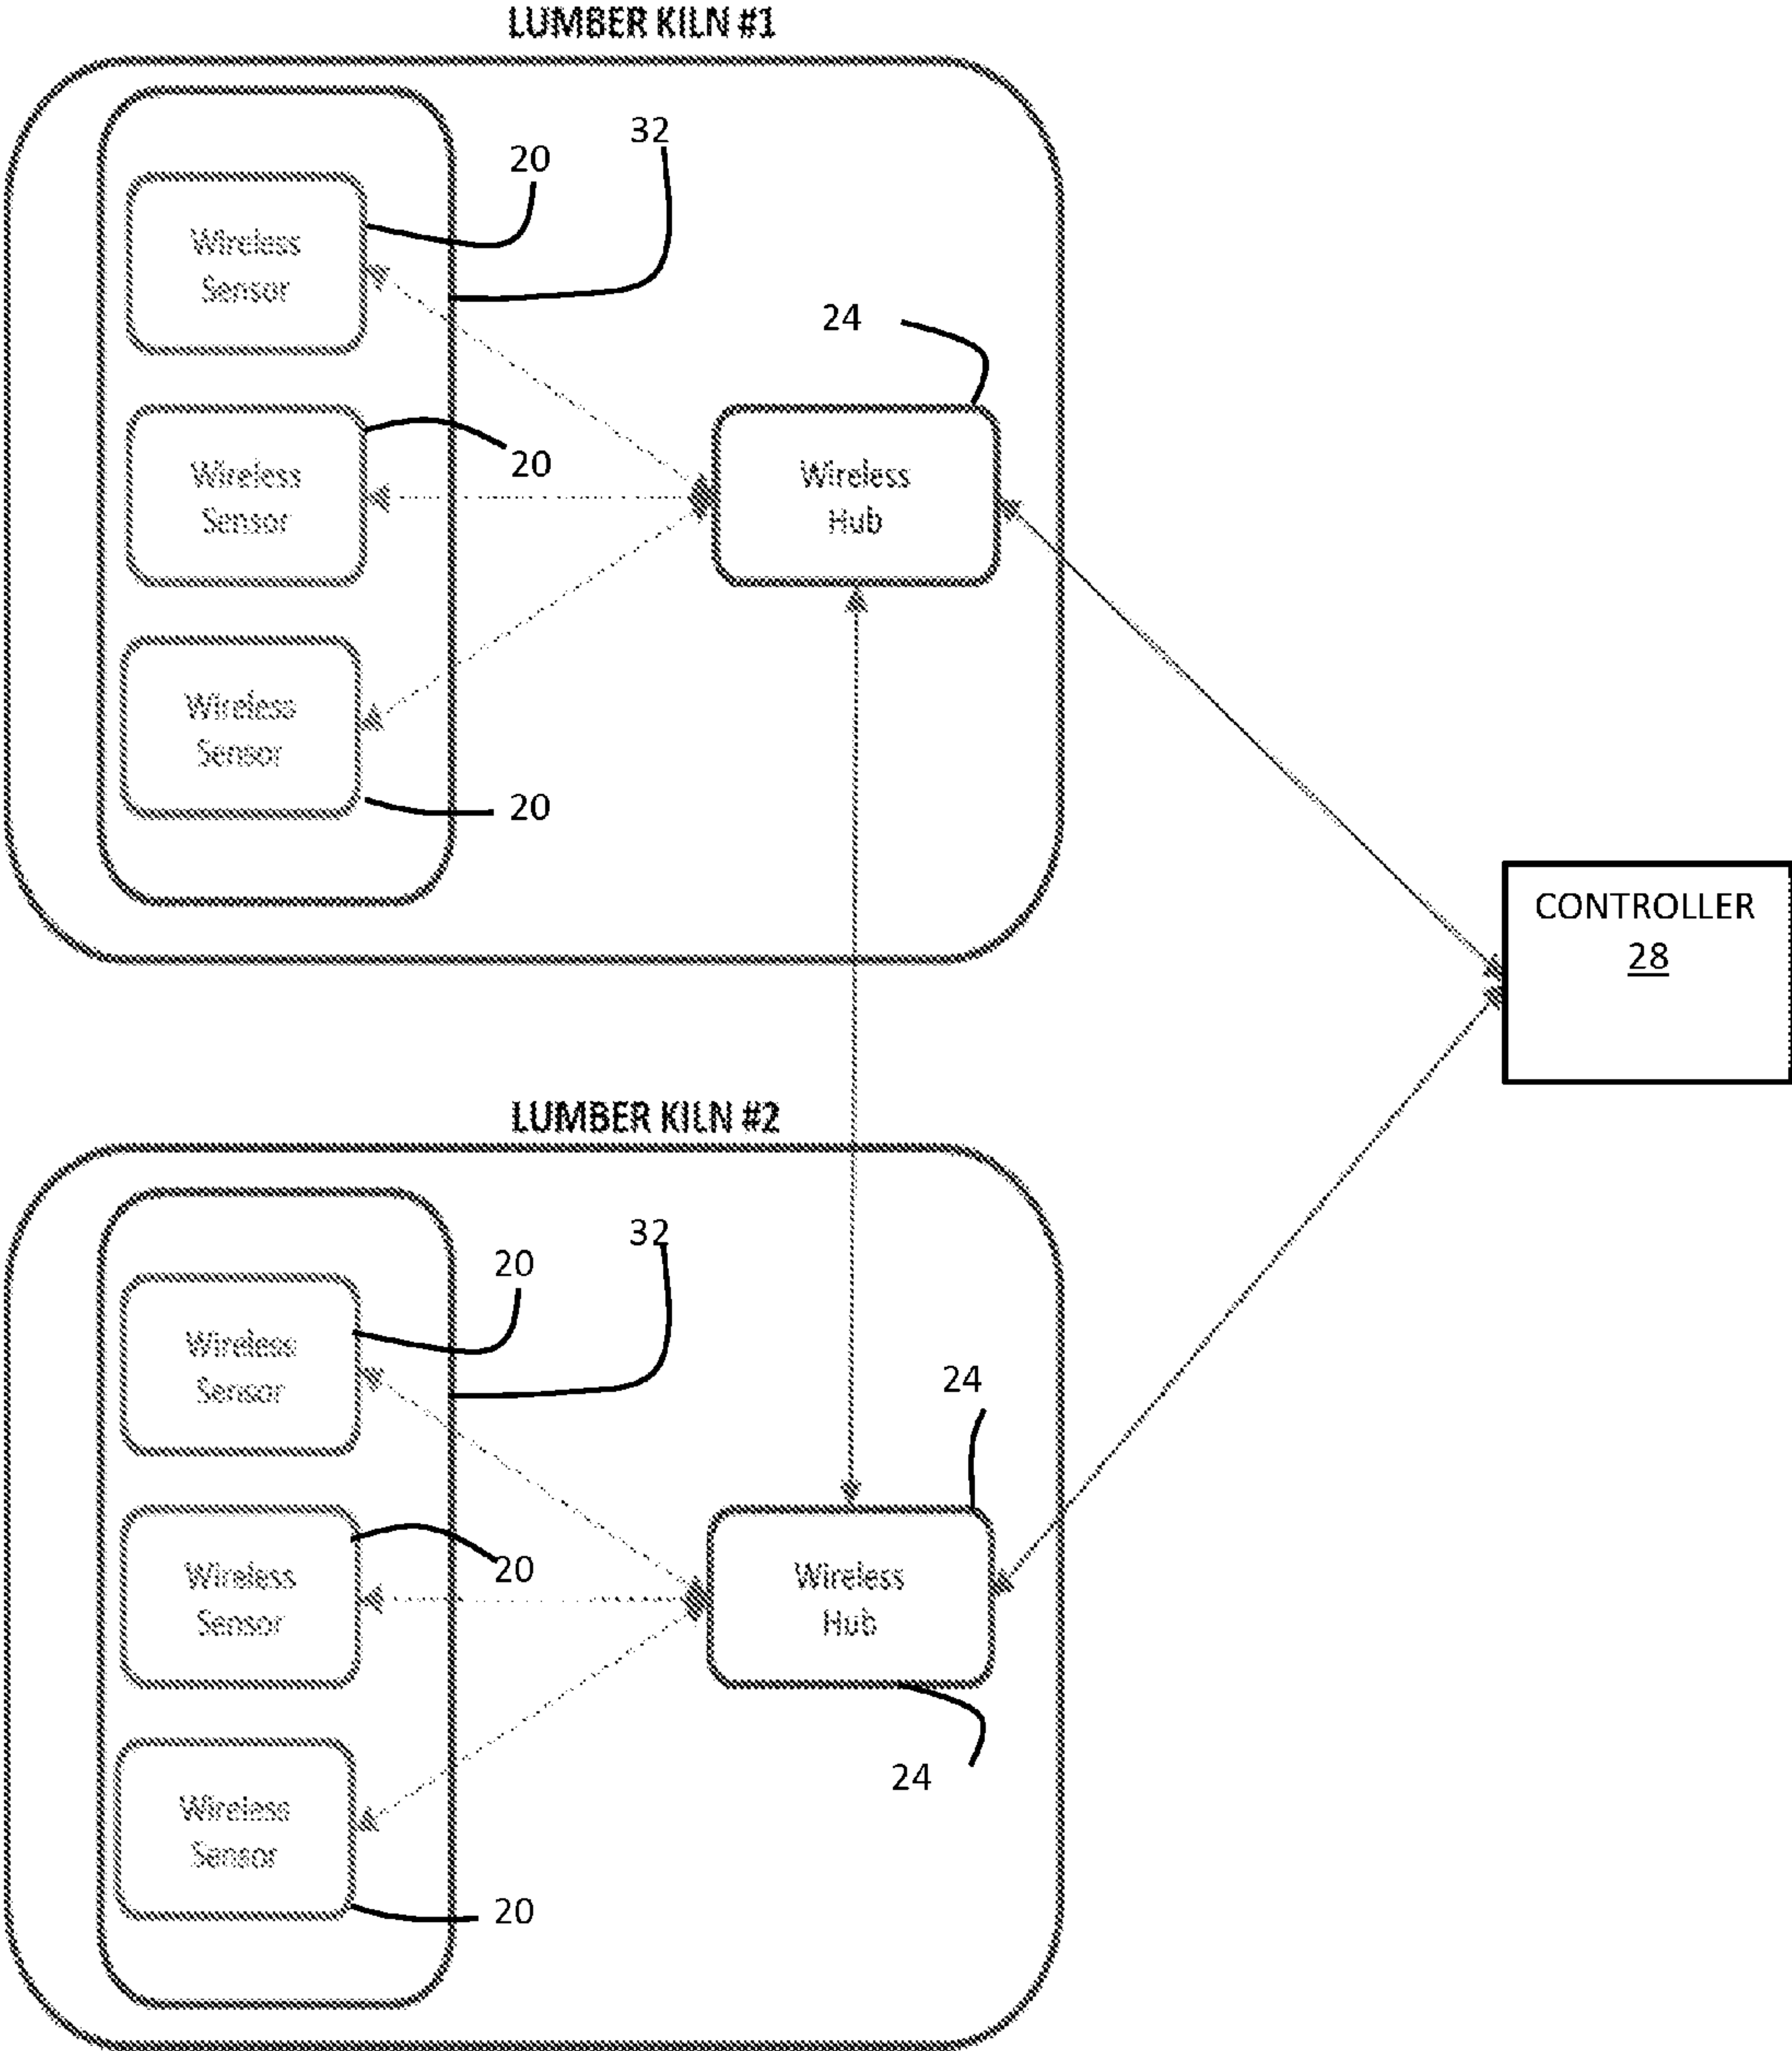 LUMBER KILN #1
32
20
Wireless
Sensor
24
20
Wireless
Sensor
Wireless
Hub
Wireless
Sensor
20
CONTROLLER
28
LUMBER KILN #2
32
20
Wireless
Sensor
24
20
Wireless
Sensor
Wireless
Hub
24
Wireless
Sensor
20